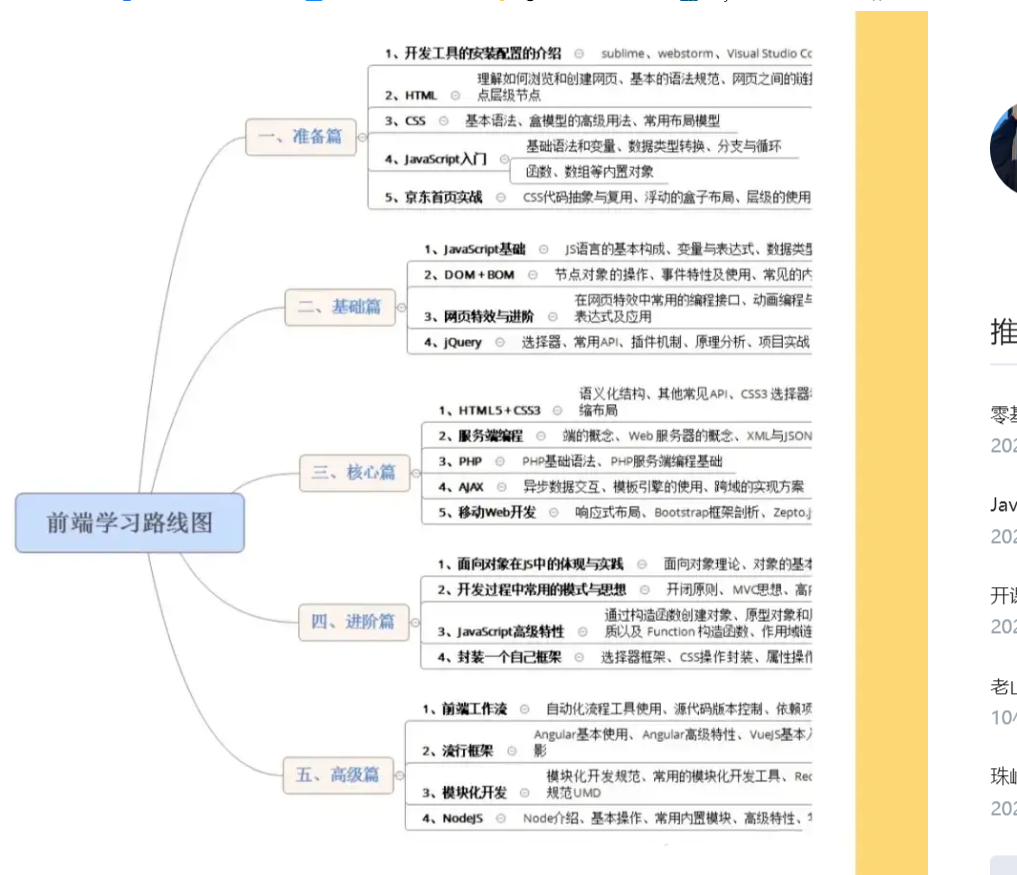 1、开发工具的安装配置的介绍 sublime、webstorm、Visual Studio
理解如何浏览和创建网页、基本的语法规范、网页之间的链
2、HTML 点层级节点
3、CSS 基本语法、盒模型的高级用法、常用布局模型
一、准备篇
基础语法和变量、数据类型转换、分支与循环
4、JavaScript入门
函数、数组等内置对象
5、京东首页实战 CSS代码抽象与复用、浮动的盒子布局、层级的使用
1、JavaScript基础 JS语言的基本构成、变量与表达式、数据类型
2、DOM+BOM 节点对象的操作、事件特性及使用、常见的内
二、基础篇
在网页特效中常用的编程接口、动画编程与
3、网页特效与进阶 表达式及应用
4、jQuery 选择器、常用API、插件机制、原理分析、项目实战
语义化结构、其他常见API、CSS3 选择器
1、HTML5+CSS3 缩布局
2、服务端编程 端的概念、Web 服务器的概念、XML与JSON
3、PHP PHP基础语法、PHP服务端编程基础
三、核心篇
4、AJAX 异步数据交互、模板引擎的使用、跨域的实现方案
5、移动Web开发 响应式布局、Bootstrap框架剖析、Zepto.j
前端学习路线图
1、面向对象在JS中的体现与实践 面向对象理论、对象的基本
2、开发过程中常用的模式与思想 开闭原则、MVC思想、高
四、进阶篇
通过构造函数创建对象、原型对象和
3、JavaScript高级特性 质以及 Function 构造函数、作用域链
4、封装一个自己框架 选择器框架、CSS操作封装、属性操作
1、前端工作流 自动化流程工具使用、源代码版本控制、依赖项
Angular基本使用、Angular高级特性、VueJS基本
2、流行框架 影
五、高级篇
模块化开发规范、常用的模块化开发工具、Rec
3、模块化开发 规范UMD
4、NodeJS Node介绍、基本操作、常用内置模块、高级特性、
推
零基
202
Jav
202
开课
202
老山
10个
珠峰
202